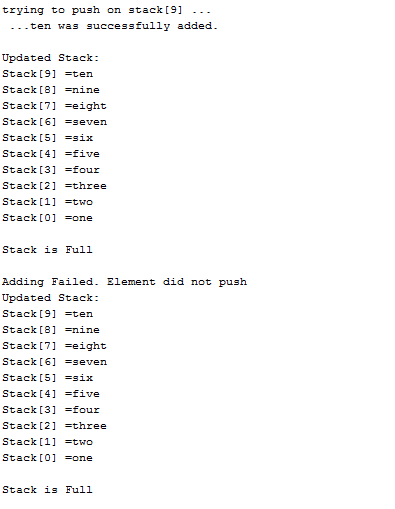 trying to push on stack[9] ...
...ten was successfully added.
Updated Stack:
Stack[9] =ten
Stack[8] =nine
Stack[7] =eight
Stack[6] =seven
Stack[5] =six
Stack[4] =five
Stack[3] =four
Stack[2] =three
Stack[1] =two
Stack[0] =one
Stack is Full
Adding Failed. Element did not push
Updated Stack:
Stack[9] =ten
Stack[8] =nine
Stack[7] =eight
Stack[6] =seven
Stack[5] =six
Stack[4] =five
Stack[3] =four
Stack[2] =three
Stack[1] =two
Stack[0] =one
Stack is Full